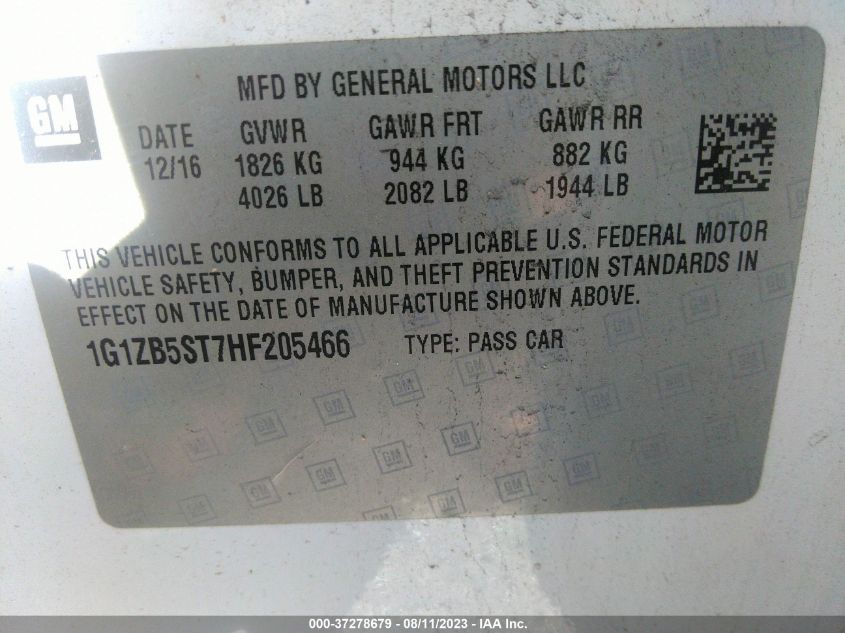 MFD BY GENERAL MOTORS LLC
GM
DATE GVWR GAWR FRT GAWR RR
12/16 1826 KG 944 KG 882 KG
4026 LB 2082 LB 1944 LB
THIS VEHICLE CONFORMS TO ALL APPLICABLE U.S. FEDERAL MOTOR
VEHICLE SAFETY, BUMPER, AND THEFT PREVENTION STANDARDS IN
EFFECT ON THE DATE OF MANUFACTURE SHOWN ABOVE.
1G1ZB5ST7HF205466 TYPE: PASS CAR
000-37278679 - 08/11/2023 - IAA Inc.